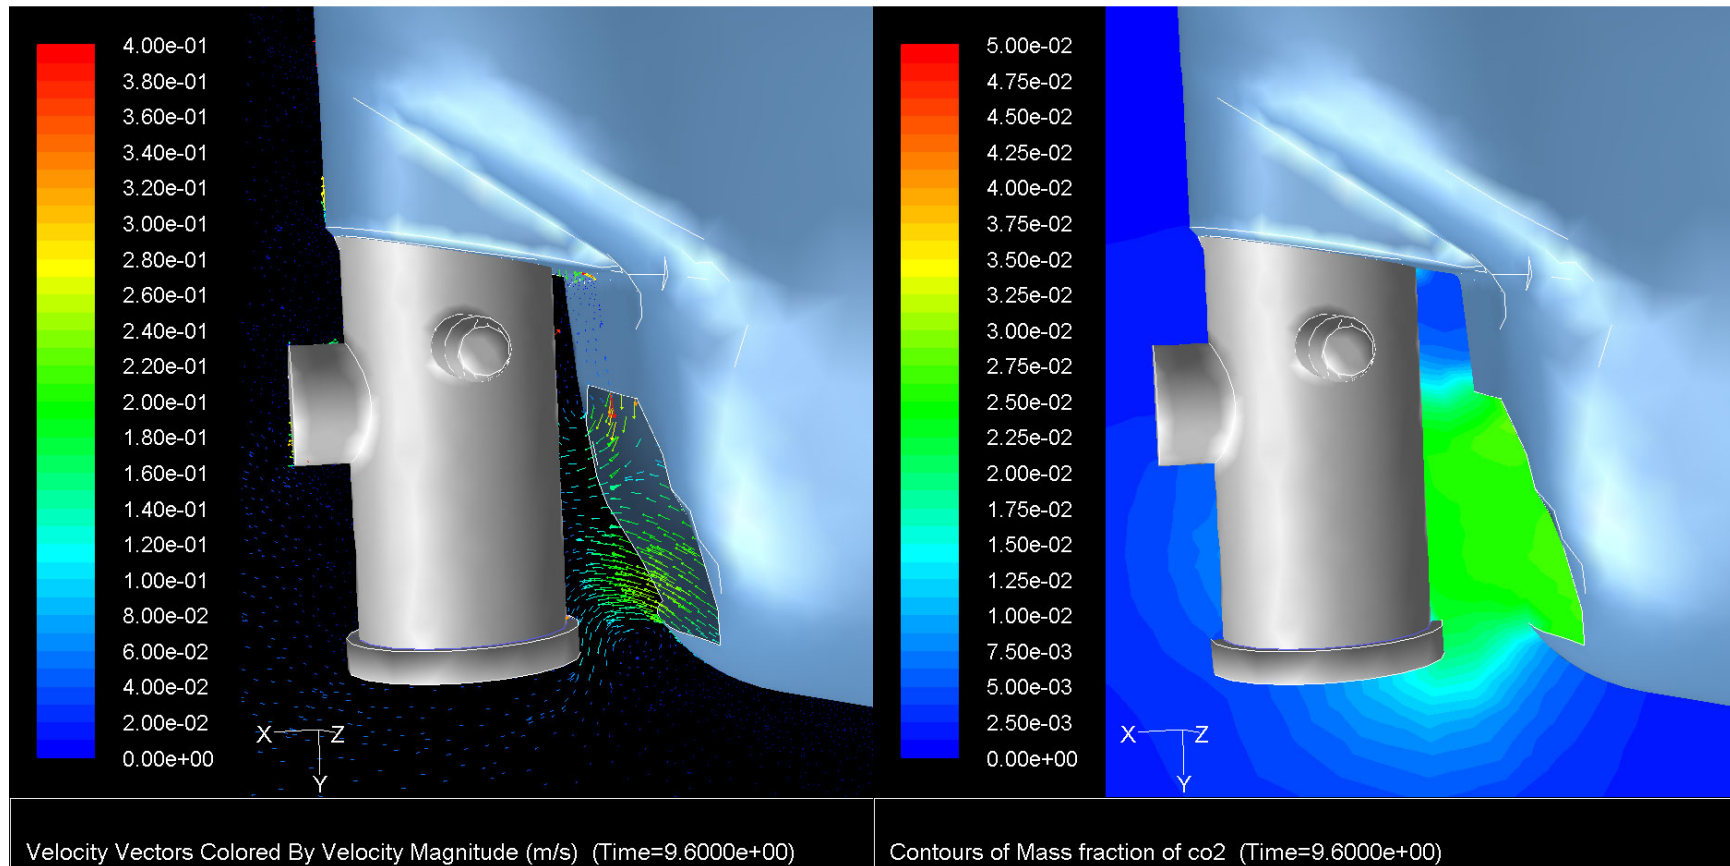 4.00e-01
3.80e-01
3.60e-01
3.40e-01
3.20e-01
3.00e-01
2.80e-01
2.60e-01
2.40e-01
2.20e-01
2.00e-01
1.80e-01
1.60e-01
1.40e-01
1.20e-01
1.00e-01
8.00e-02
6.00e-02
4.00e-02
2.00e-02
0.00e+00
X Z
Y
Velocity Vectors Colored By Velocity Magnitude (m/s) (Time=9.6000e+00)
5.00e-02
4.75e-02
4.50e-02
4.25e-02
4.00e-02
3.75e-02
3.50e-02
3.25e-02
3.00e-02
2.75e-02
2.50e-02
2.25e-02
2.00e-02
1.75e-02
1.50e-02
1.25e-02
1.00e-02
7.50e-03
5.00e-03
2.50e-03
0.00e+00
X Z
Y
Contours of Mass fraction of co2 (Time=9.6000e+00)